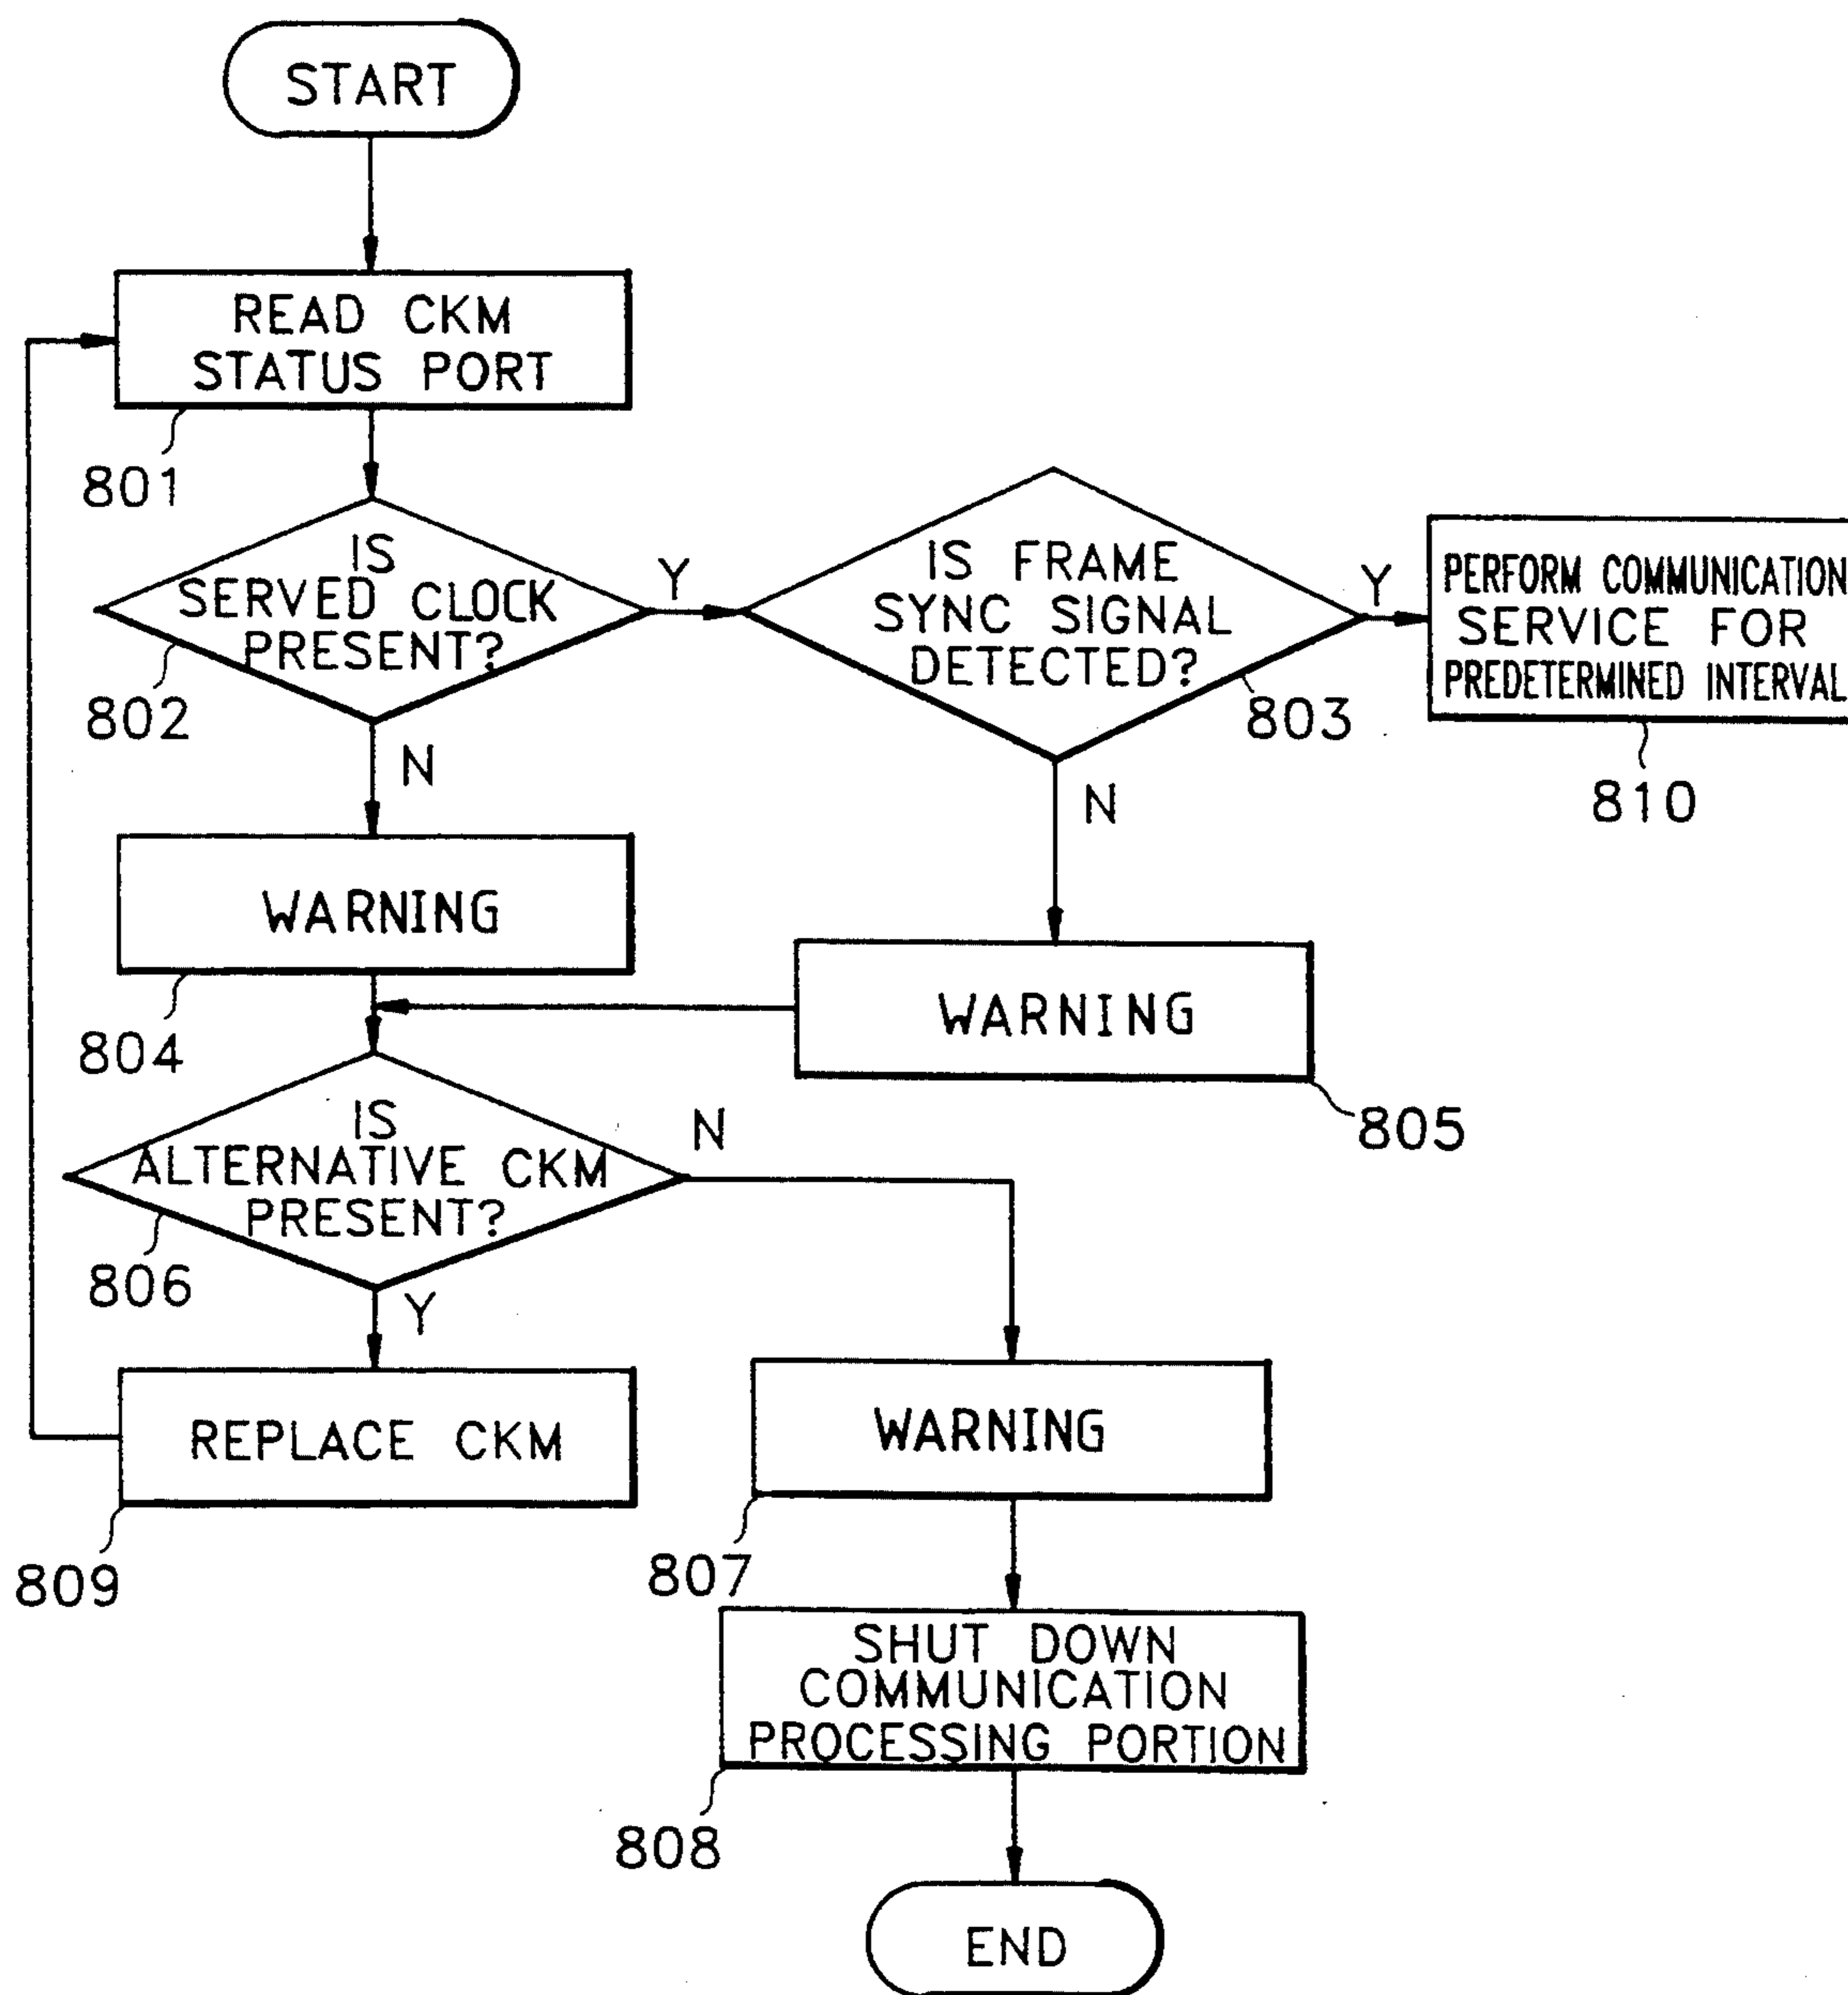 START
READ CKM
STATUS PORT
801
IS
SERVED CLOCK
PRESENT?
802
Y
N
IS FRAME
SYNC SIGNAL
DETECTED?
803
Y
N
PERFORM COMMUNICATION
SERVICE FOR
PREDETERMINED INTERVAL
810
WARNING
804
WARNING
805
IS
ALTERNATIVE CKM
PRESENT?
806
N
Y
REPLACE CKM
809
WARNING
807
SHUT DOWN
COMMUNICATION
PROCESSING PORTION
808
END